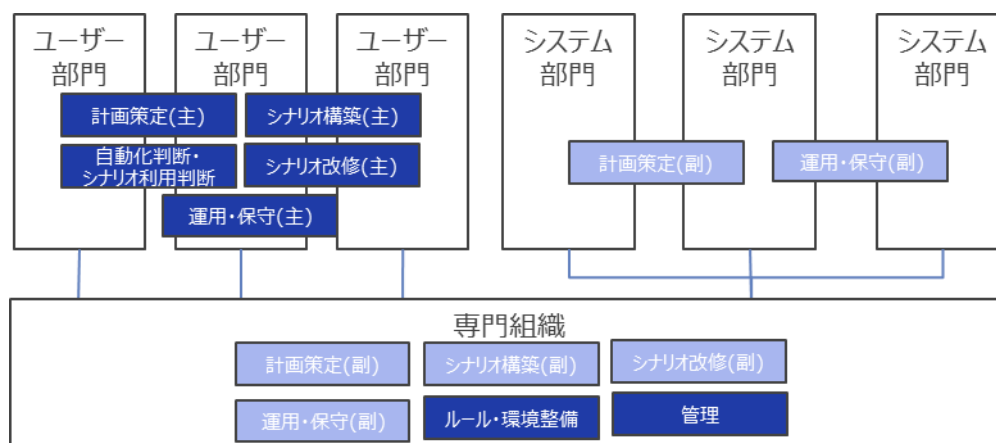 ユーザー
部門
ユーザー
部門
ユーザー
部門
システム
部門
システム
部門
システム
部門
計画策定(主)
シナリオ構築(主)
自動化判断・
シナリオ利用判断
シナリオ改修(主)
運用・保守(主)
計画策定(副)
運用・保守(副)
専門組織
計画策定(副)
シナリオ構築(副)
シナリオ改修(副)
運用・保守(副)
ルール・環境整備
管理